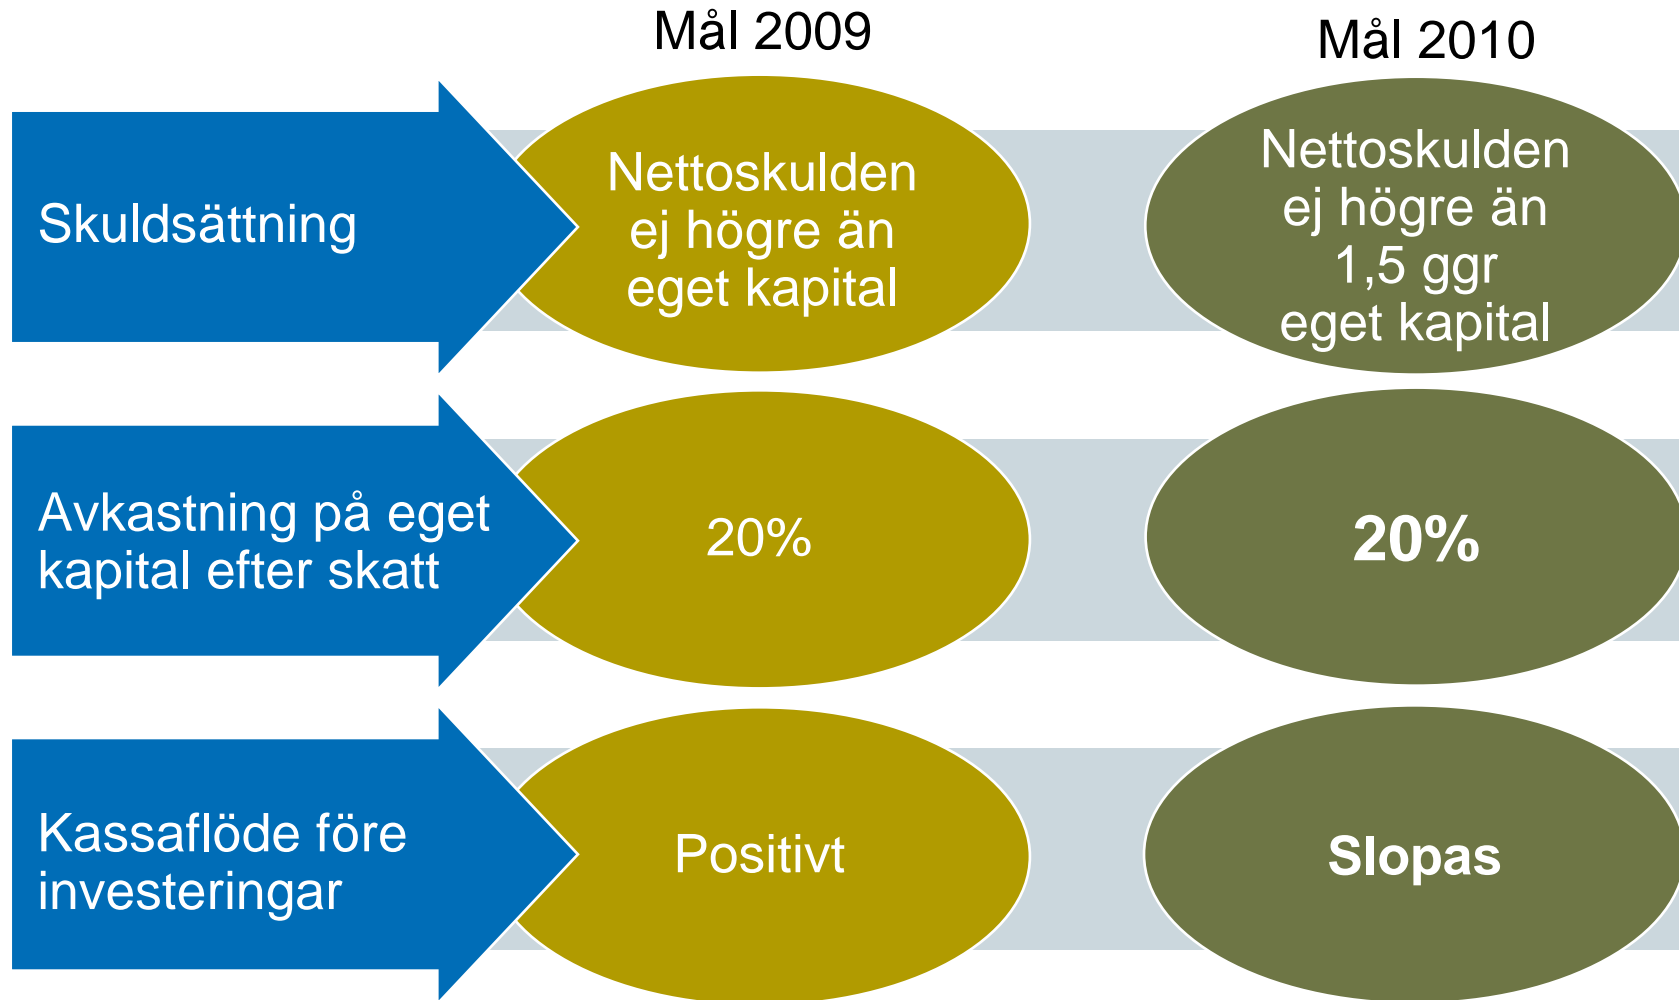 Mål 2009
Mål 2010
Skuldsättning
Nettoskulden
ej högre än
eget kapital
Nettoskulden
ej högre än
1,5 ggr
eget kapital
Avkastning på eget
kapital efter skatt
20%
20%
Kassaflöde före
investeringar
Positivt
Slopas